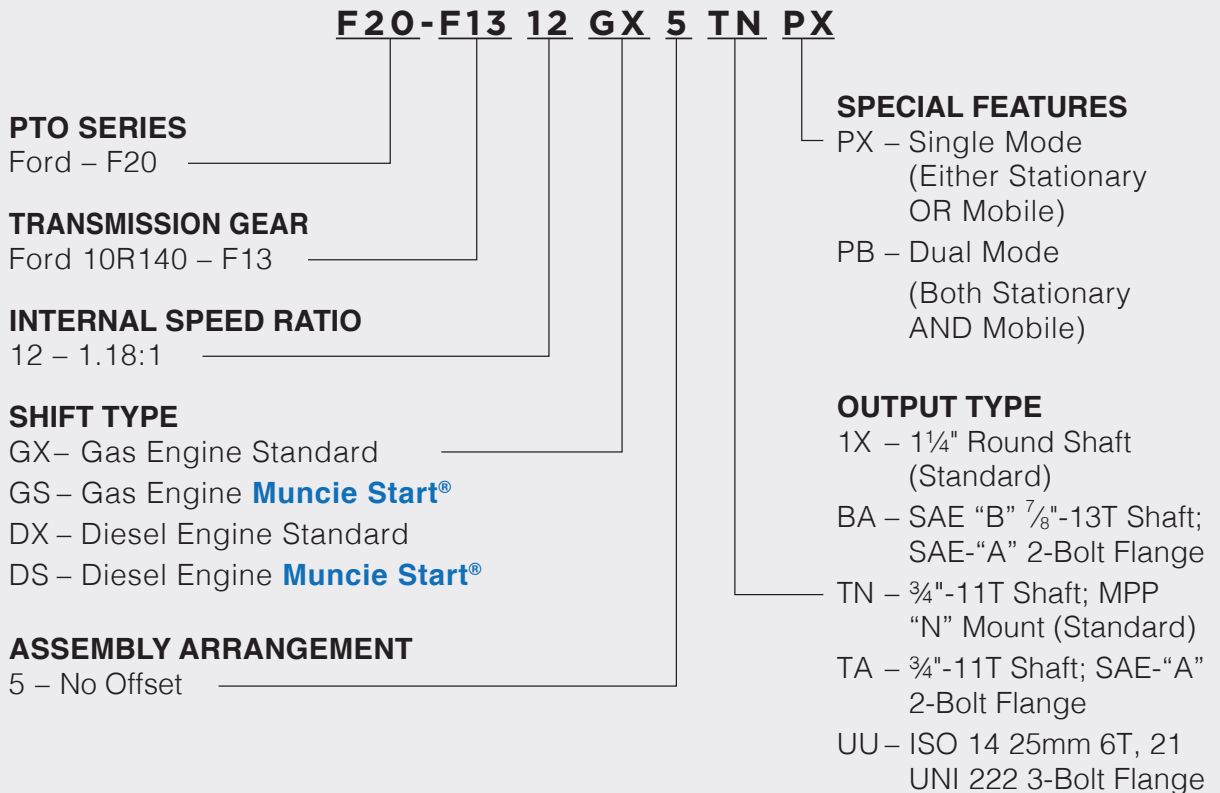 F20-F13 12 GX 5 TN PX
PTO SERIES
Ford – F20
TRANSMISSION GEAR
Ford 10R140 – F13
INTERNAL SPEED RATIO
12 – 1.18:1
SHIFT TYPE
GX– Gas Engine Standard
GS – Gas Engine Muncie Start®
DX – Diesel Engine Standard
DS – Diesel Engine Muncie Start®
ASSEMBLY ARRANGEMENT
5 – No Offset
SPECIAL FEATURES
PX – Single Mode
(Either Stationary
OR Mobile)
PB – Dual Mode
(Both Stationary
AND Mobile)
OUTPUT TYPE
1X – 1¼" Round Shaft
(Standard)
BA – SAE “B” ⅞"-13T Shaft;
SAE-“A” 2-Bolt Flange
TN – ¾"-11T Shaft; MPP
“N” Mount (Standard)
TA – ¾"-11T Shaft; SAE-“A”
2-Bolt Flange
UU – ISO 14 25mm 6T, 21
UNI 222 3-Bolt Flange